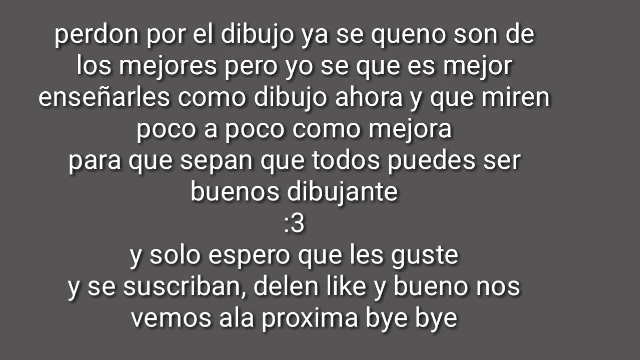 perdon por el dibujo ya se queno son de
los mejores pero yo se que es mejor
enseñarles como dibujo ahora y que miren
poco a poco como mejora
para que sepan que todos puedes ser
buenos dibujante
:3
y solo espero que les guste
y se suscriban, delen like y bueno nos
vemos ala proxima bye bye